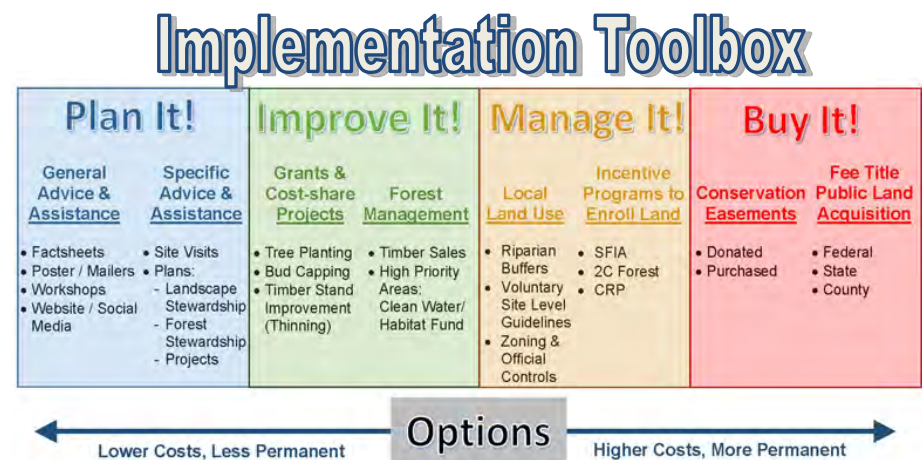 Implementation Toolbox
Plan It!
General
Advice &
Assistance
• Factsheets
• Poster / Mailers
• Workshops
• Website / Social
Media
Specific
Advice &
Assistance
• Site Visits
• Plans:
- Landscape
Stewardship
- Forest
Stewardship
- Projects
Improve It!
Grants &
Cost-share
Projects
• Tree Planting
• Bud Capping
• Timber Stand
Improvement
(Thinning)
Forest
Management
• Timber Sales
• High Priority
Areas:
Clean Water/
Habitat Fund
Manage It!
Local
Land Use
• Riparian
Buffers
• Voluntary
Site Level
Guidelines
• Zoning &
Official
Controls
Incentive
Programs to
Enroll Land
• SFIA
• 2C Forest
• CRP
Buy It!
Conservation
Easements
• Donated
• Purchased
Fee Title
Public Land
Acquisition
• Federal
• State
• County
Options
Lower Costs, Less Permanent
Higher Costs, More Permanent